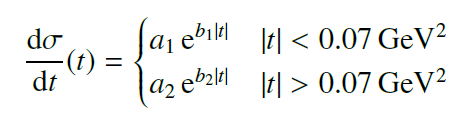 dσ/dt (t) = { a₁ e^{b₁|t|} |t| < 0.07 GeV²
a₂ e^{b₂|t|} |t| > 0.07 GeV²